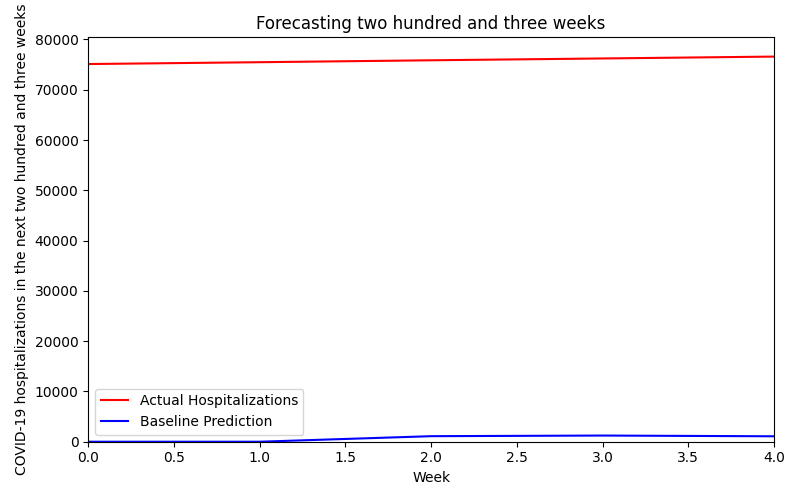 Forecasting two hundred and three weeks
COVID-19 hospitalizations in the next two hundred and three weeks
80000
70000
60000
50000
40000
30000
20000
10000
0
Actual Hospitalizations
Baseline Prediction
0.0 0.5 1.0 1.5 2.0 2.5 3.0 3.5 4.0
Week